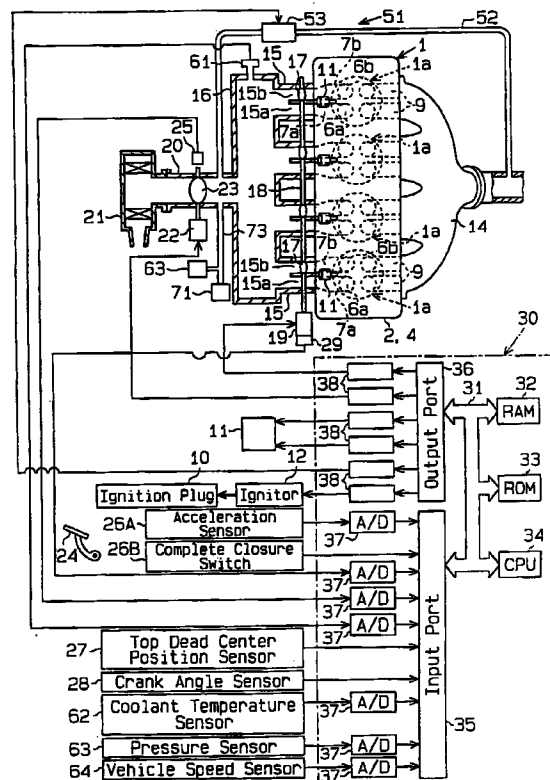 53 51 52
61 15 17 7b 1
16 15b 11 6b 1a
15a 9
25 7a 6a
20 1a
23 18
21
22 73 7b 6b 1a 14
17
63 15b 9
15a
71 11 1a
15 6a
7a
19 29 2, 4 30
36
38 31 32
RAM
11 38 33
Output Port
ROM
10 12 38
Ignition Plug Ignitor 34
26A Acceleration Sensor A/D CPU
24 37
26B Complete Closure Switch
A/D
37
A/D
37
A/D
37
27 Top Dead Center Position Sensor
Input Port
28 Crank Angle Sensor
62 Coolant Temperature Sensor A/D
37 35
63 Pressure Sensor A/D
37
64 Vehicle Speed Sensor A/D
37